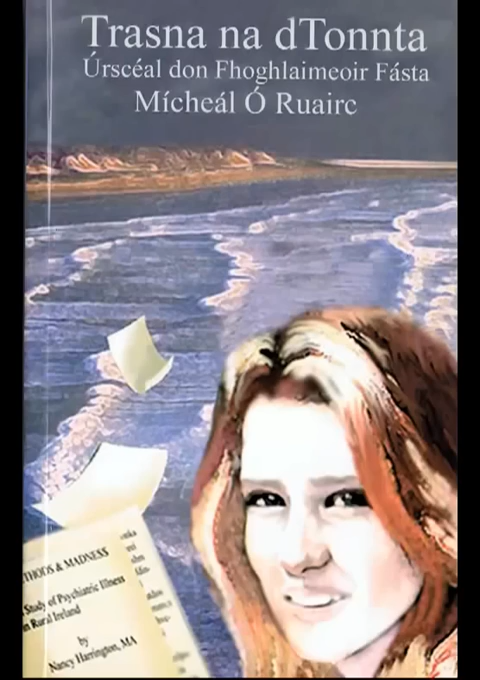 Trasna na dTonnta
Úrscéal don Fhoghlaimeoir Fásta
Mícheál Ó Ruairc
THODS & MADNESS
Study of Psychiatric Illness
n Rural Ireland
by
Nancy Harrington, MA